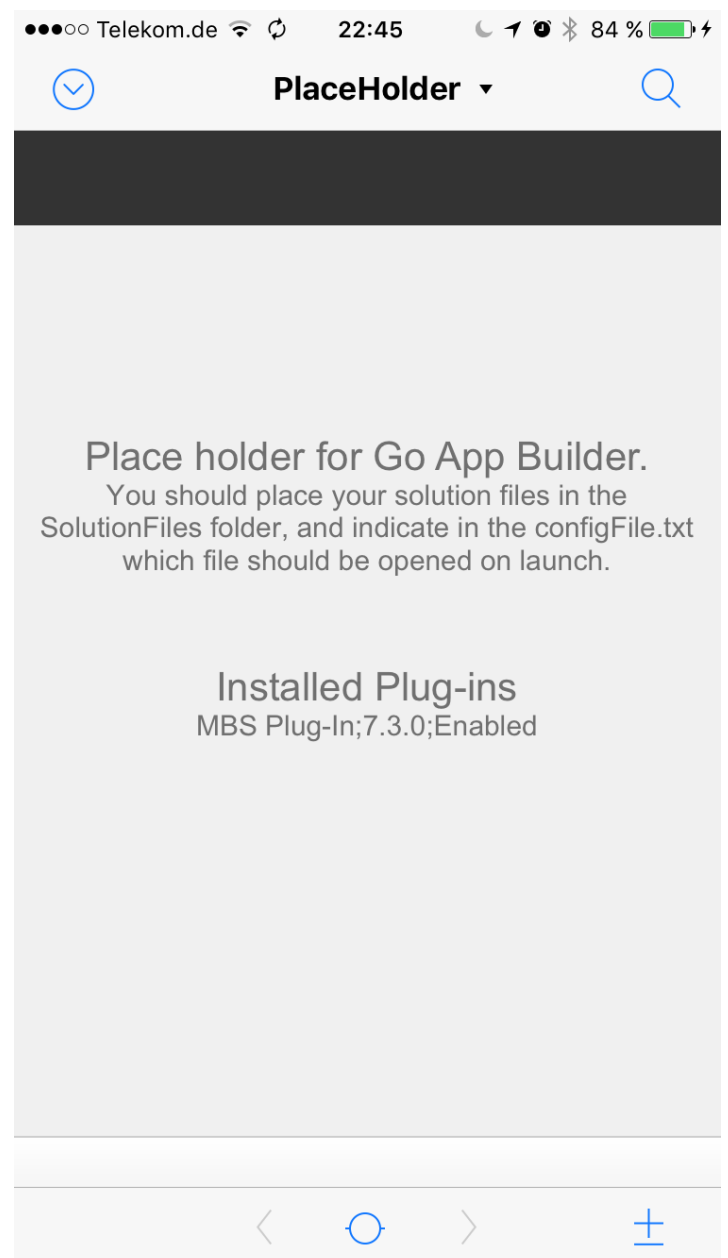 Telekom.de 22:45 84 %
PlaceHolder
Place holder for Go App Builder.
You should place your solution files in the
SolutionFiles folder, and indicate in the configFile.txt
which file should be opened on launch.
Installed Plug-ins
MBS Plug-In;7.3.0;Enabled